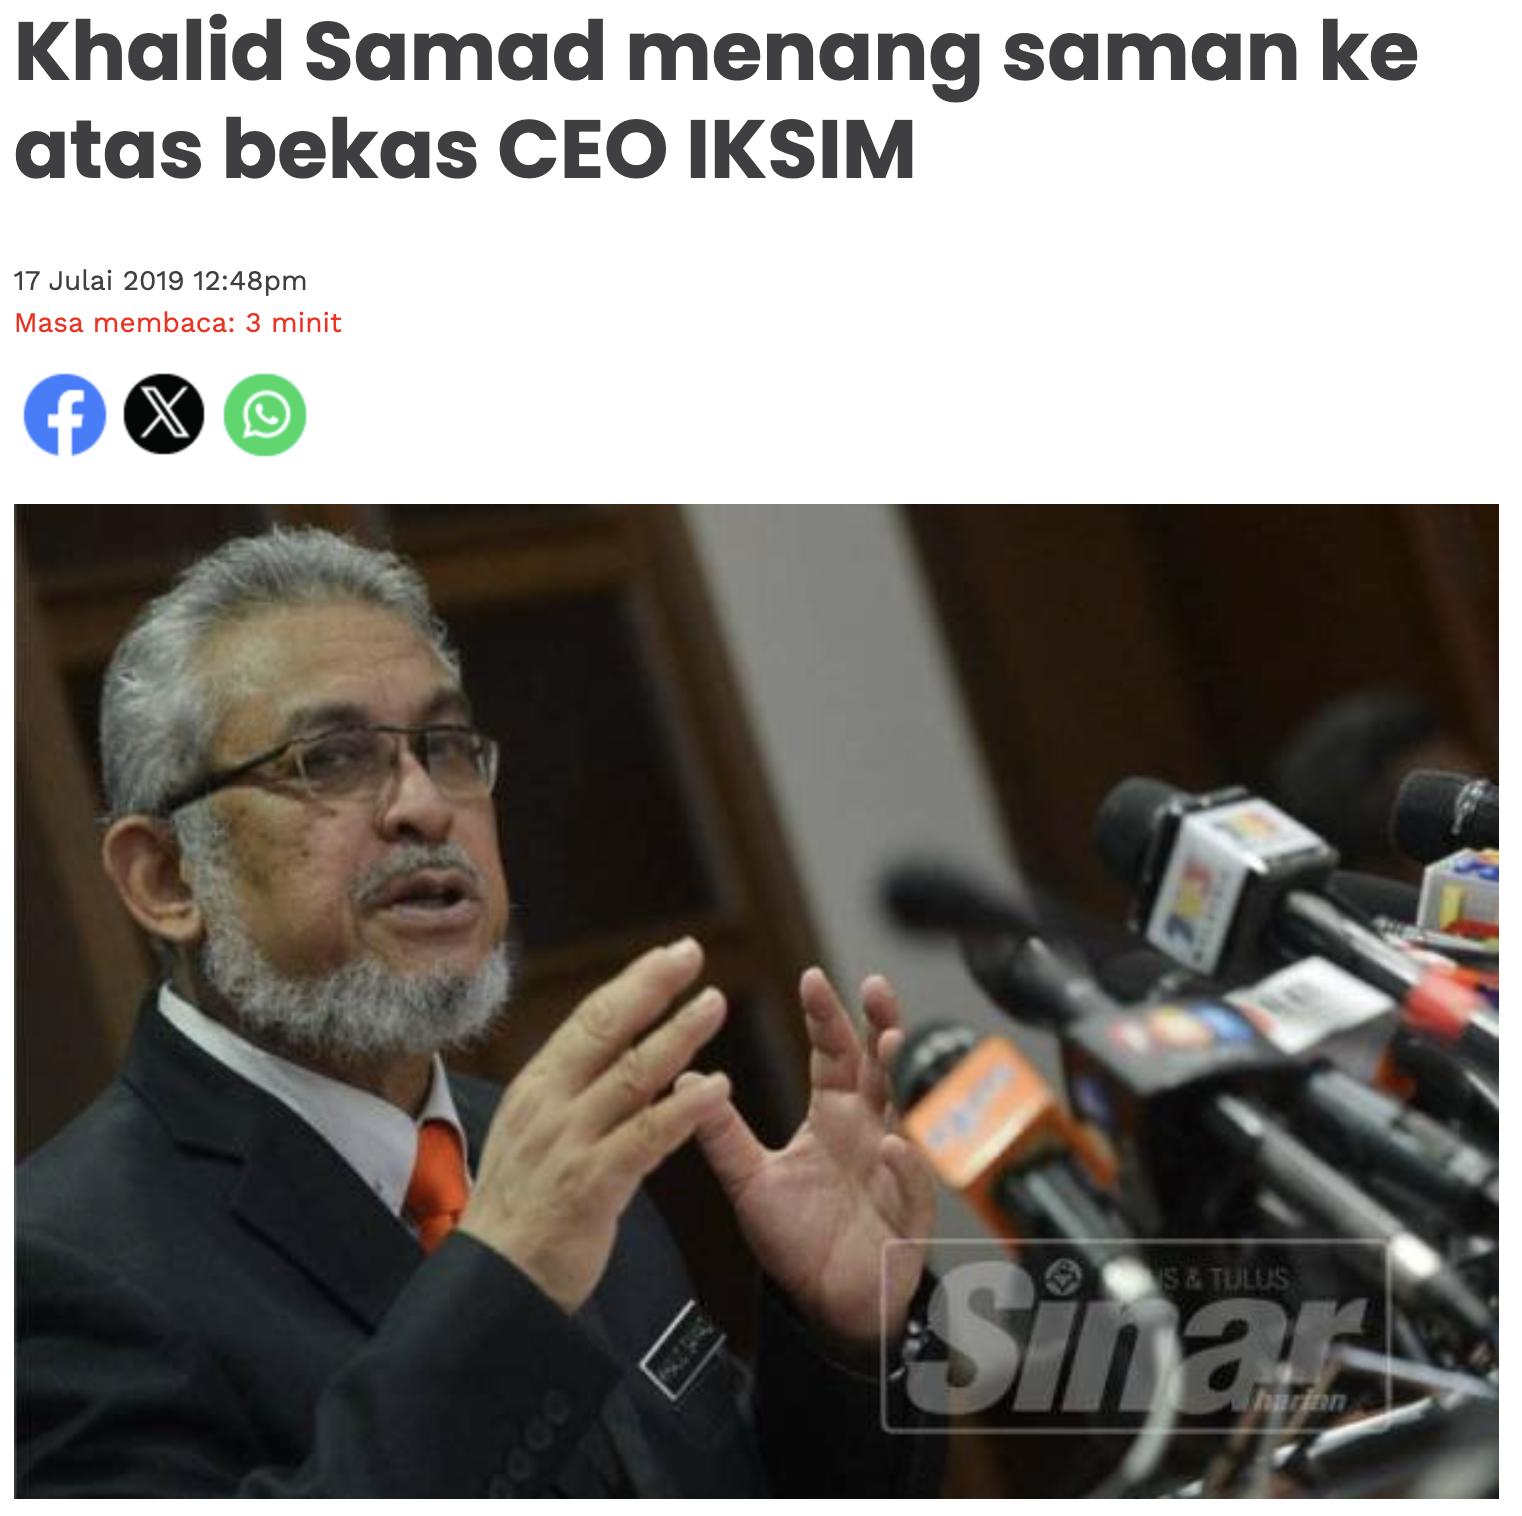 Khalid Samad menang saman ke
atas bekas CEO IKSIM
17 Julai 2019 12:48pm
Masa membaca: 3 minit
& TULUS
Sinar
harian